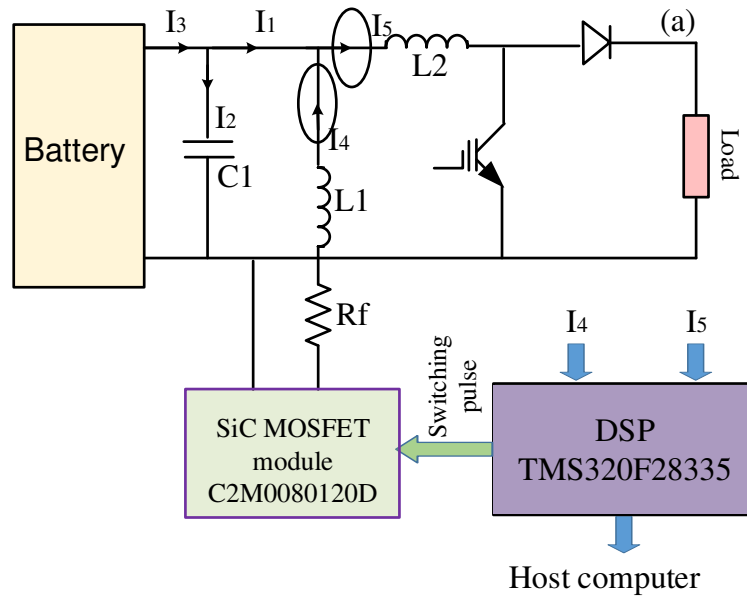 I3
I1
I5
(a)
L2
I2
I4
Battery
C1
L1
Load
Rf
I4
I5
Switching
pulse
SiC MOSFET
module
C2M0080120D
DSP
TMS320F28335
Host computer